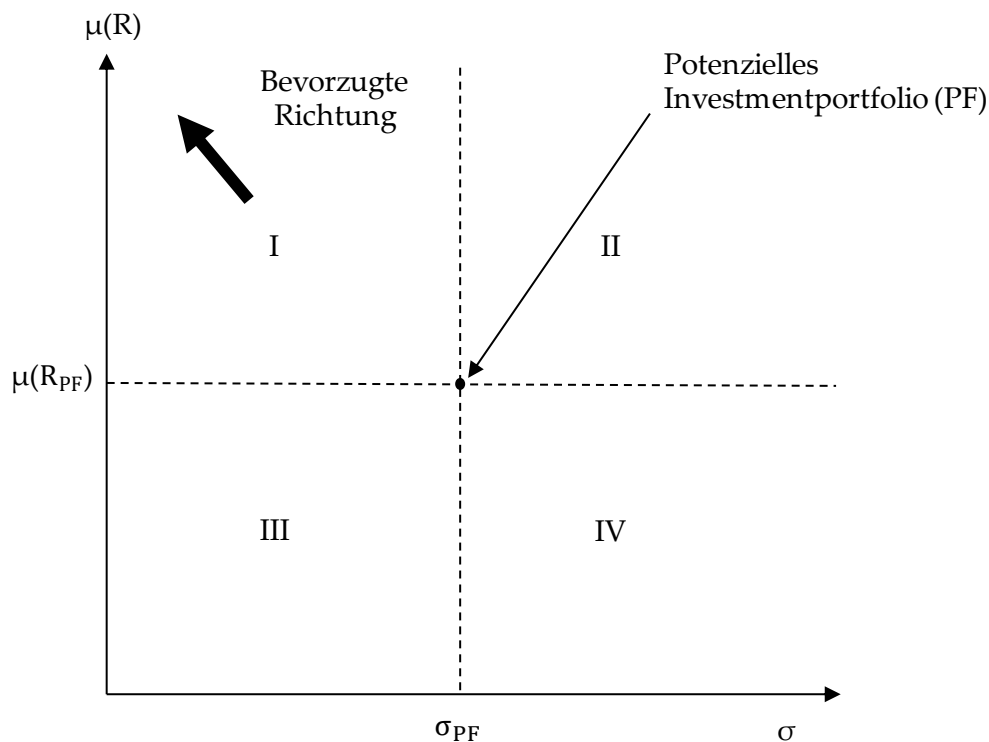 μ(R)
Bevorzugte
Richtung
Potenzielles
Investmentportfolio (PF)
I
II
μ(R_PF)
III
IV
σ_PF
σ